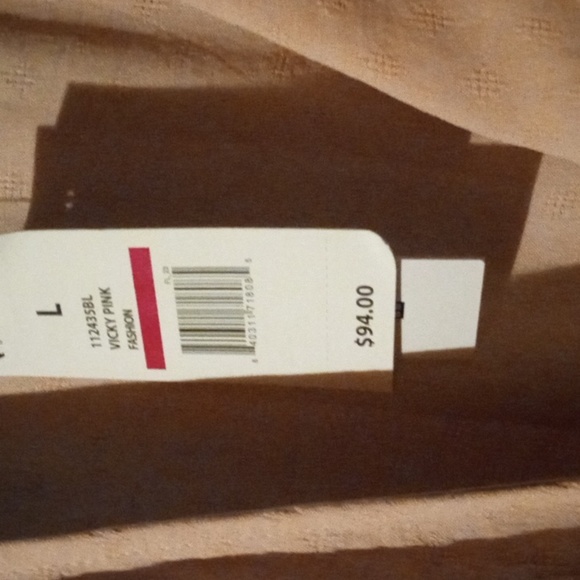 L
112435BL
VICKY PINK
FASHION
$94.00